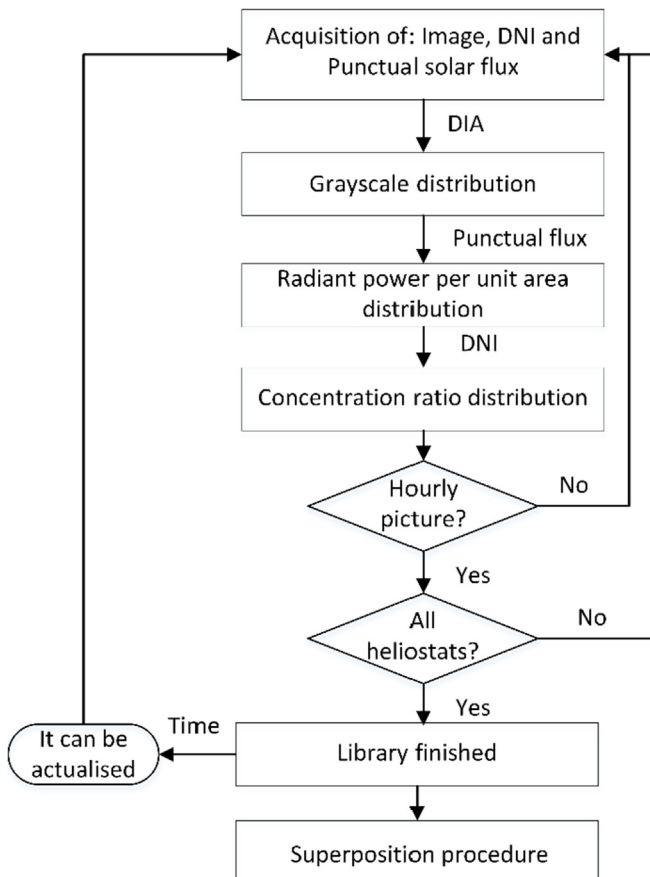 Acquisition of: Image, DNI and
Punctual solar flux
DIA
Grayscale distribution
Punctual flux
Radiant power per unit area
distribution
DNI
Concentration ratio distribution
Hourly
picture?
No
Yes
All
heliostats?
No
Yes
Time
It can be
actualised
Library finished
Superposition procedure